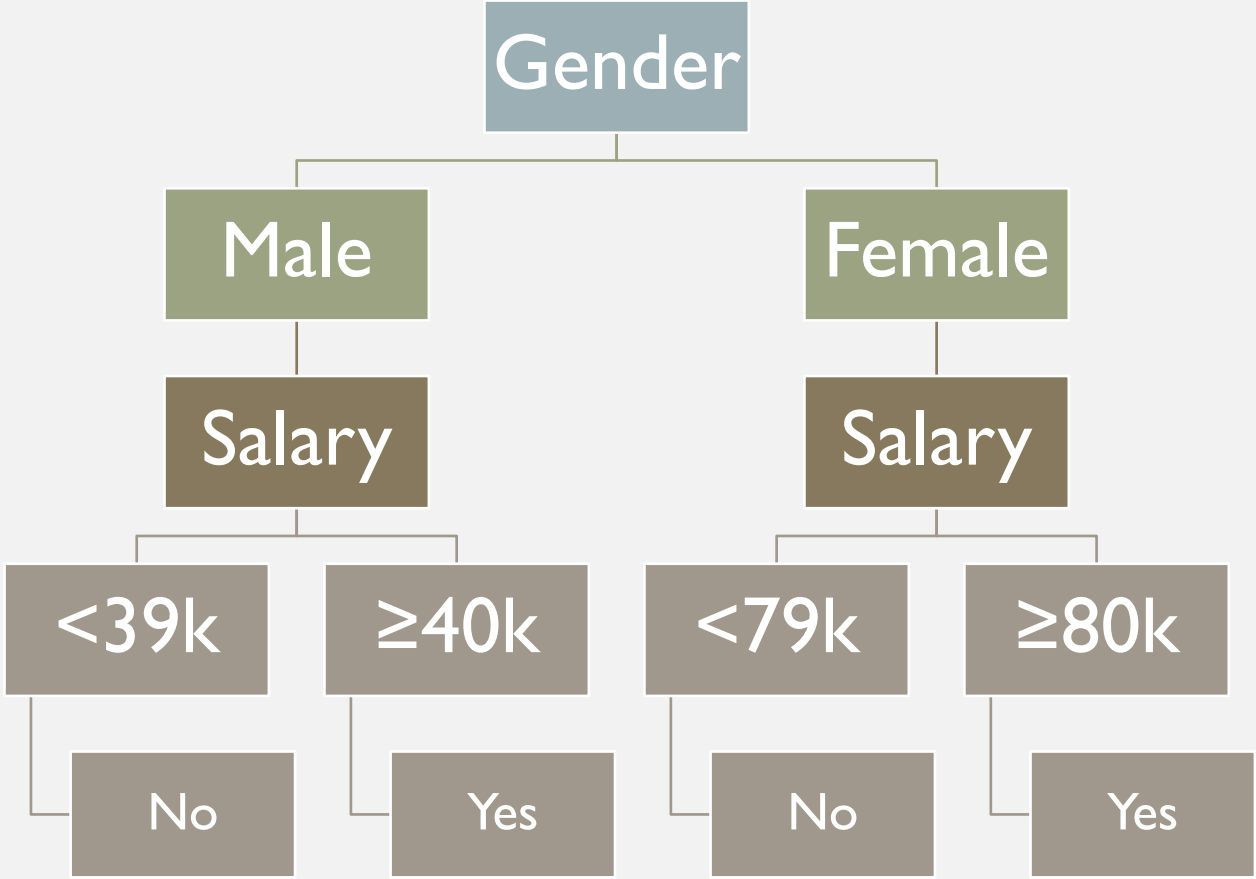 Gender
Male
Female
Salary
Salary
<39k
≥40k
<79k
≥80k
No
Yes
No
Yes